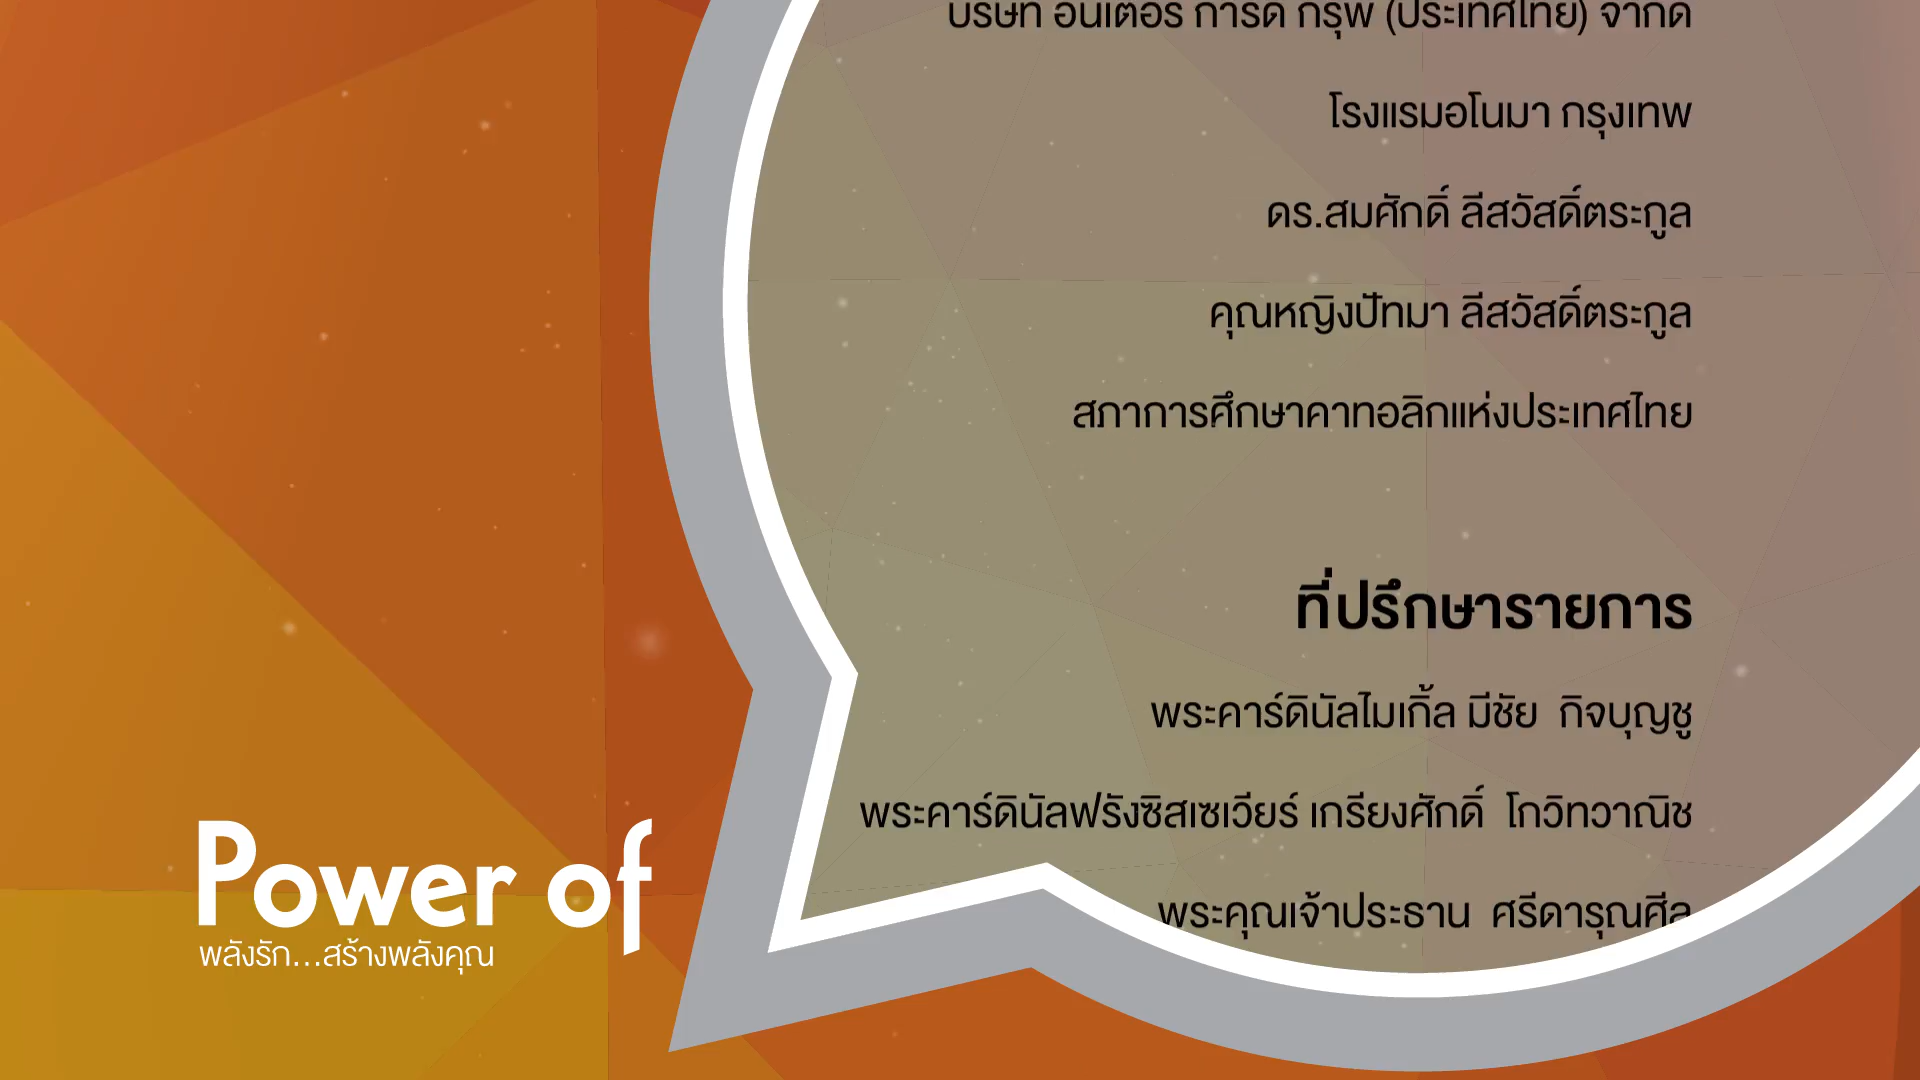 บริษัท อินเตอร์ การ์ด กรุ๊พ (ประเทศไทย) จำกัด
โรงแรมอโนมา กรุงเทพ
ดร.สมศักดิ์ ลีสวัสดิ์ตระกูล
คุณหญิงปัทมา ลีสวัสดิ์ตระกูล
สภาการศึกษาคาทอลิกแห่งประเทศไทย
ที่ปรึกษารายการ
พระคาร์ดินัลไมเกิ้ล มีชัย กิจบุญชู
พระคาร์ดินัลฟรังซิสเซเวียร์ เกรียงศักดิ์ โกวิทวาณิช
พระคุณเจ้าประธาน ศรีดารุณศีล
Power of
พลังรัก...สร้างพลังคุณ